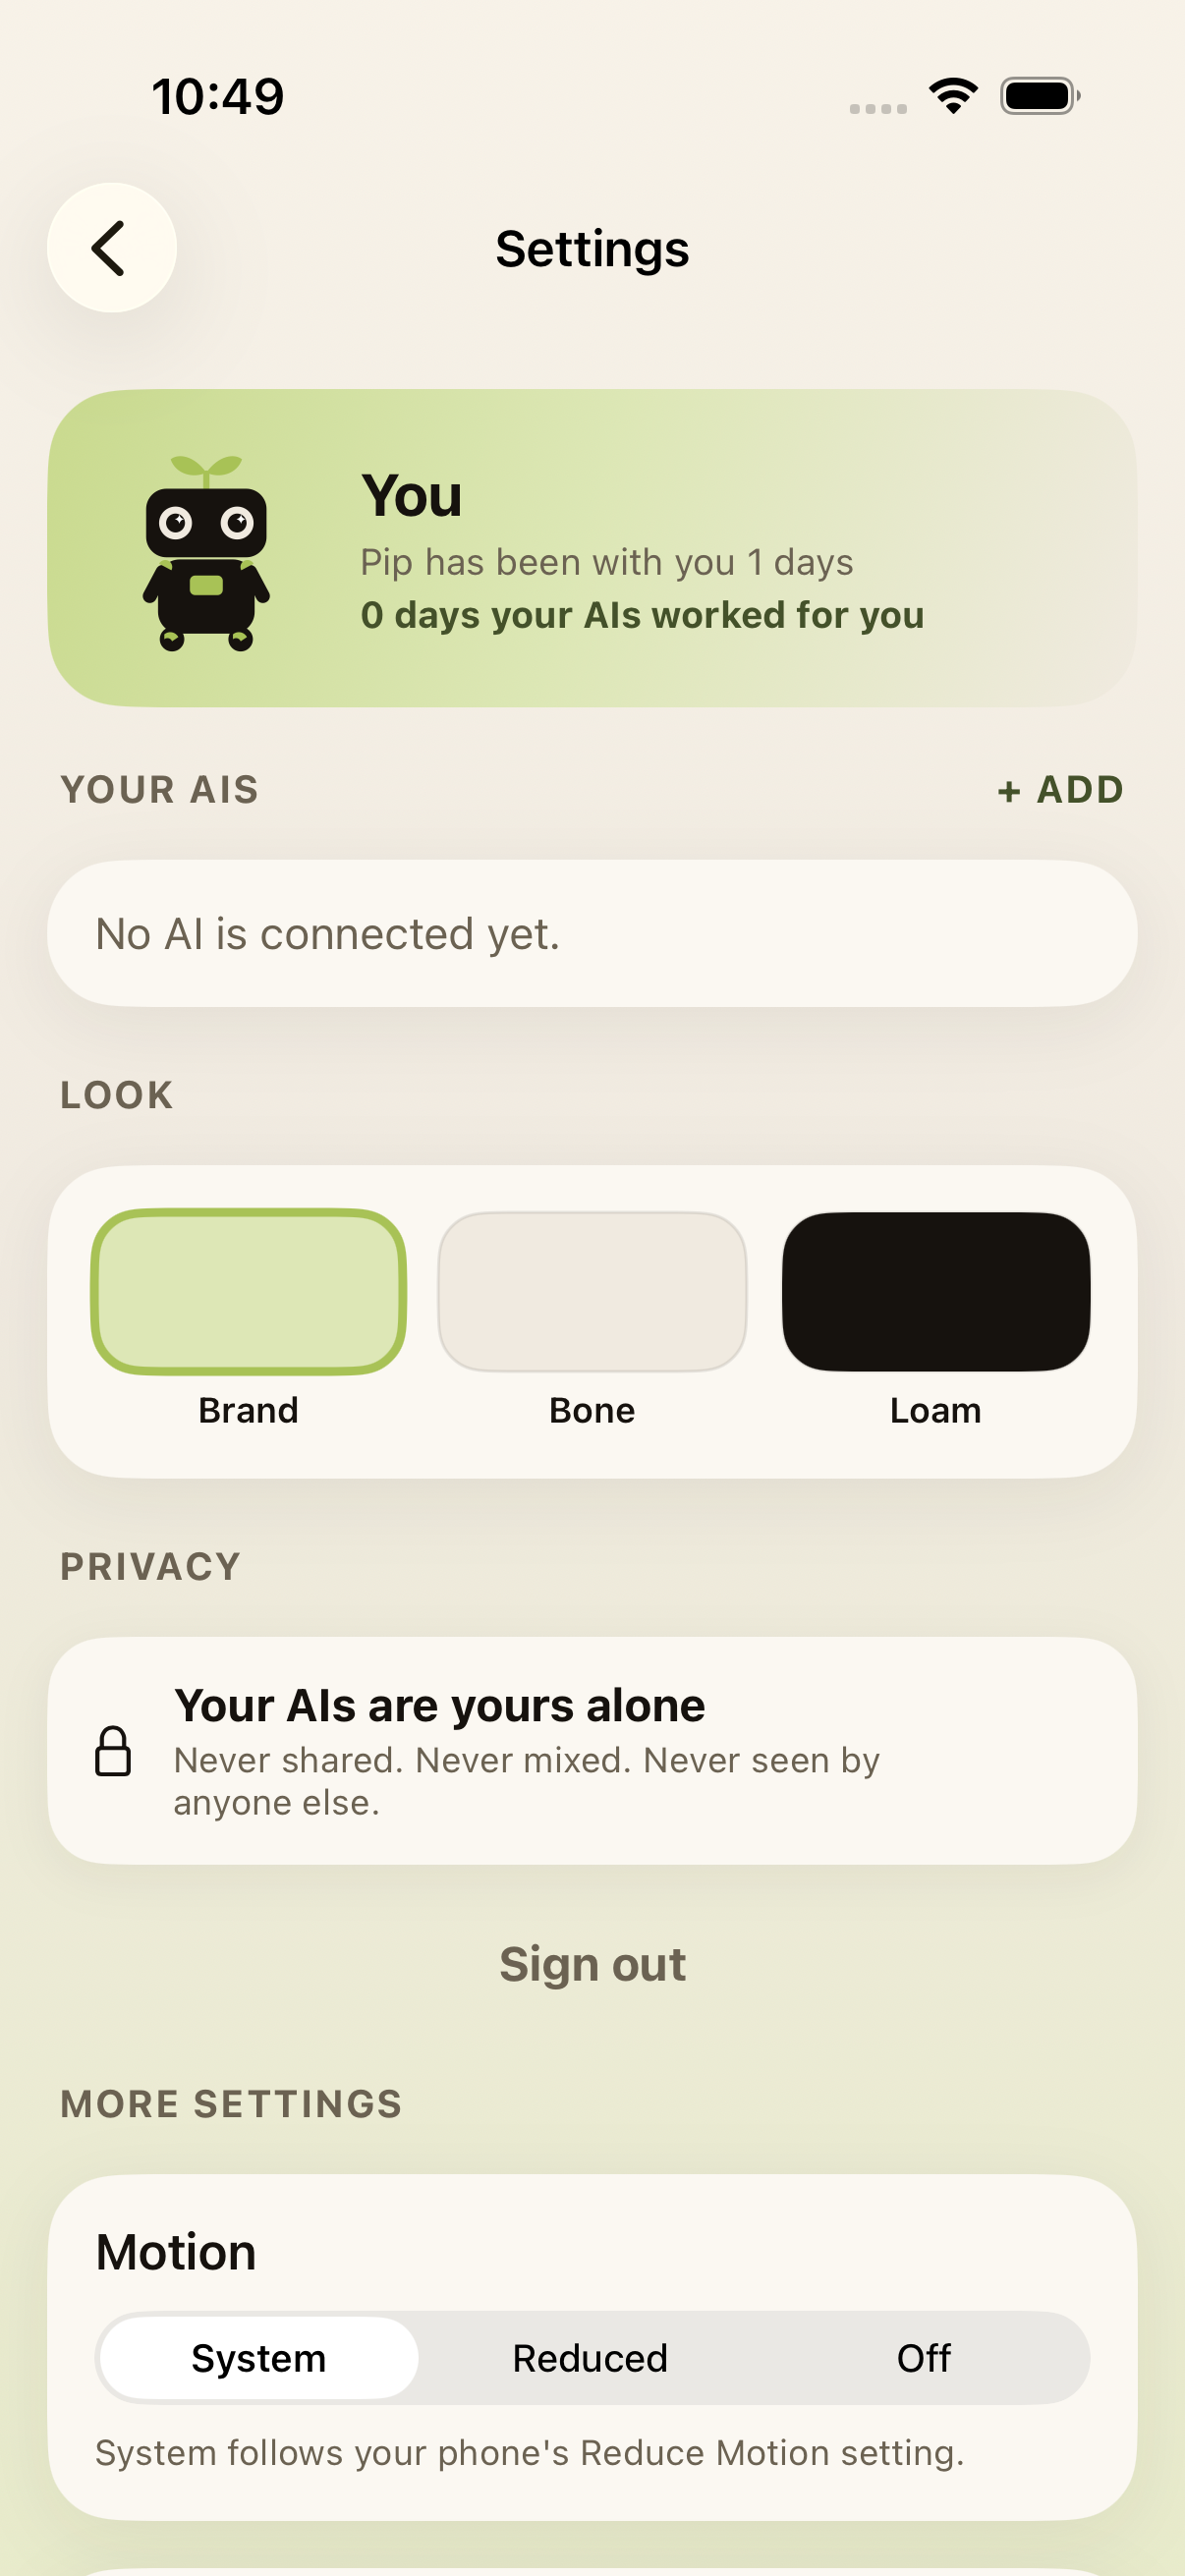 10:49
Settings
You
Pip has been with you 1 days
0 days your AIs worked for you
YOUR AIS
+ ADD
No AI is connected yet.
LOOK
Brand
Bone
Loam
PRIVACY
Your AIs are yours alone
Never shared. Never mixed. Never seen by
anyone else.
Sign out
MORE SETTINGS
Motion
System
Reduced
Off
System follows your phone's Reduce Motion setting.